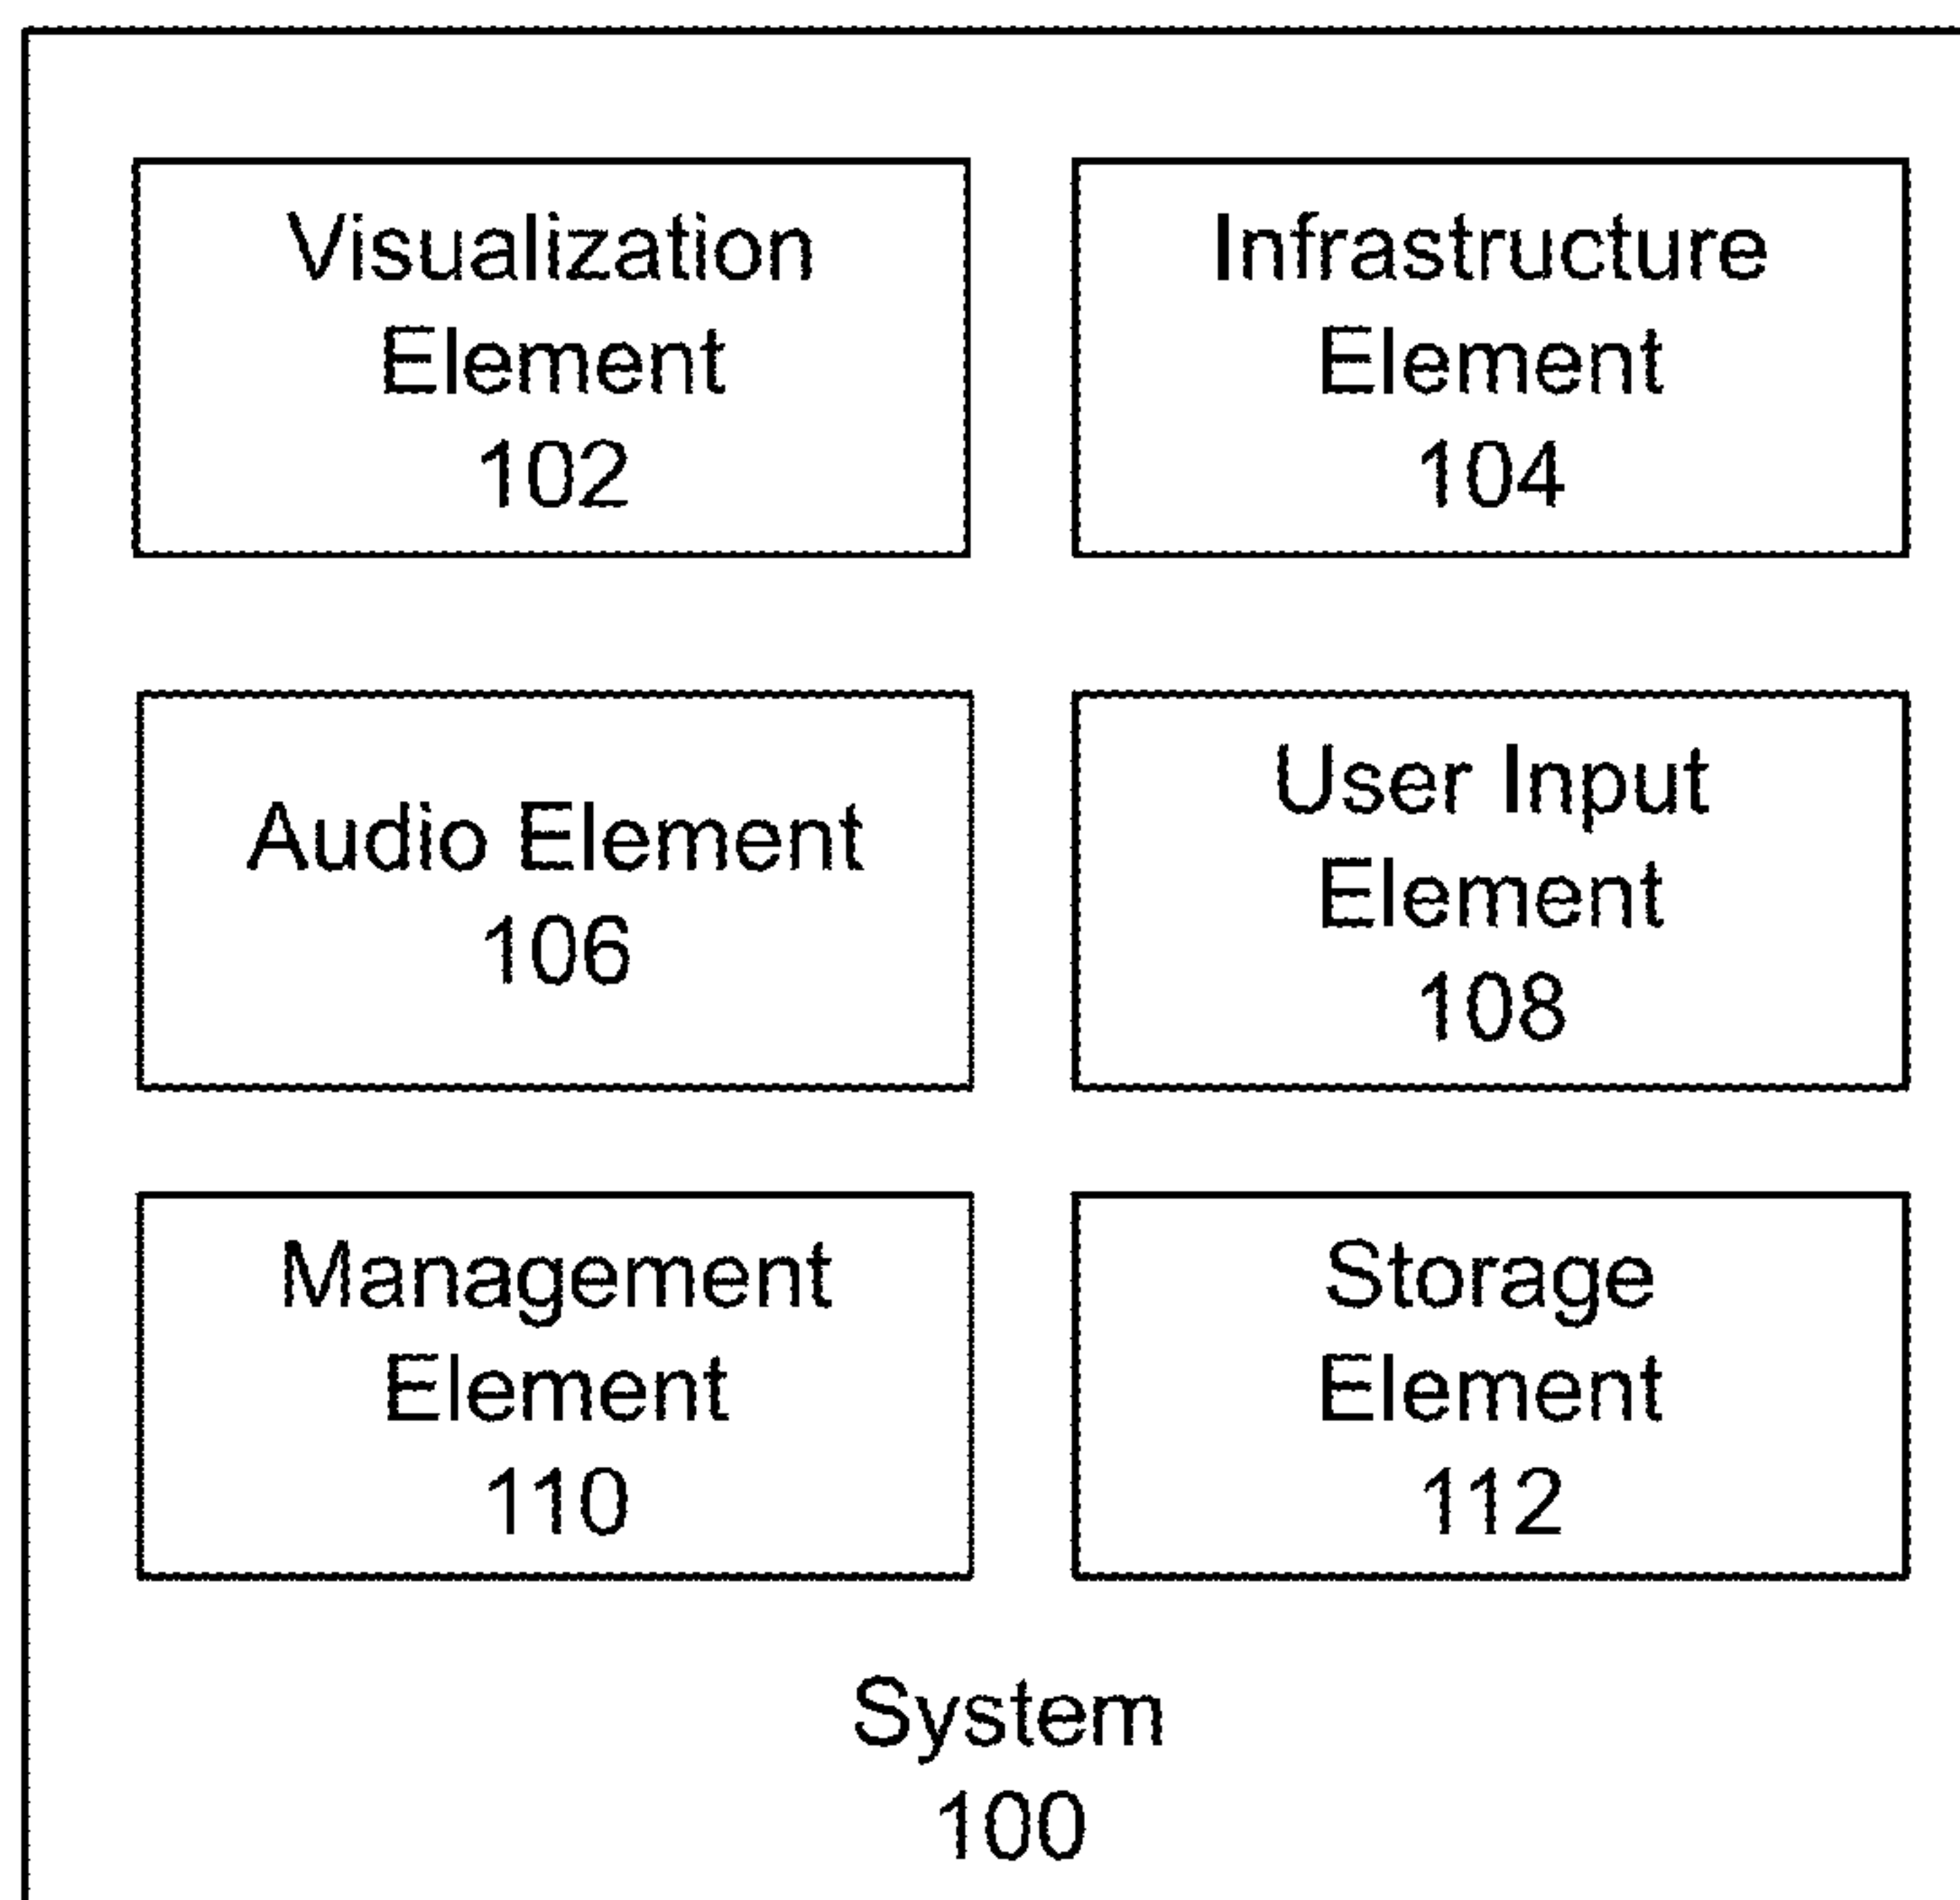 Visualization
Element
102
Infrastructure
Element
104
Audio Element
106
User Input
Element
108
Management
Element
110
Storage
Element
112
System
100